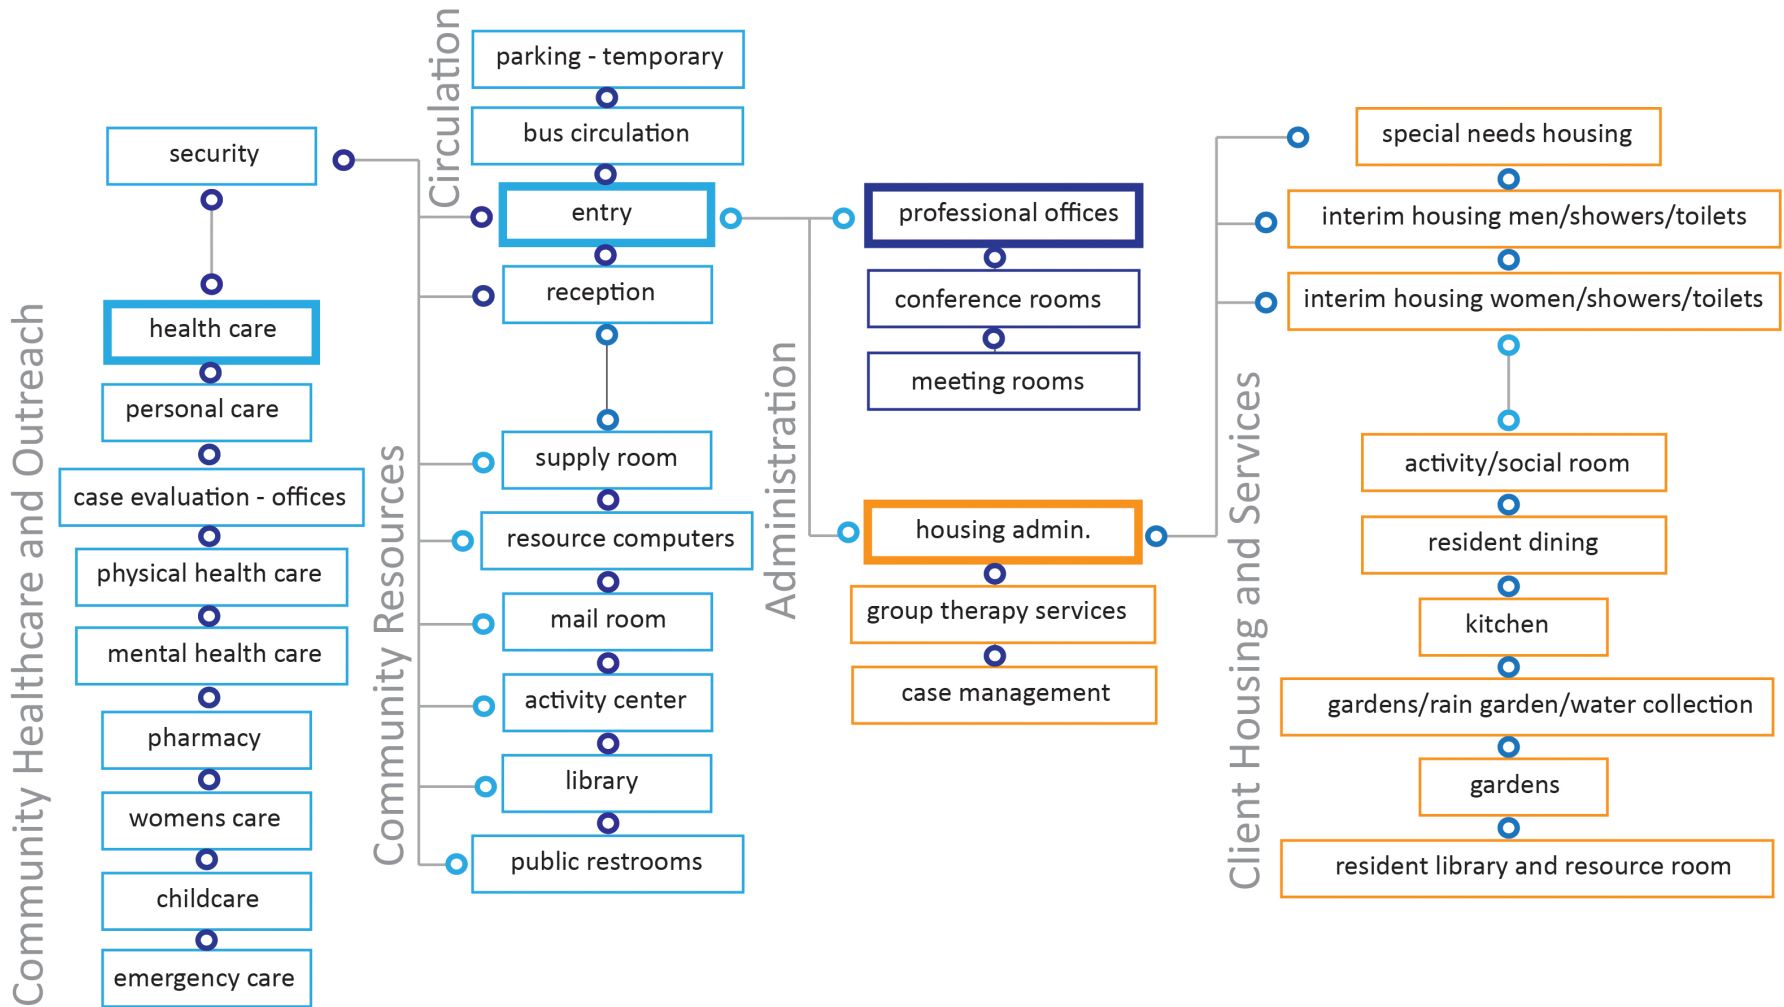 Community Healthcare and Outreach
security
health care
personal care
case evaluation - offices
physical health care
mental health care
pharmacy
womens care
childcare
emergency care
Circulation
parking - temporary
bus circulation
entry
reception
Community Resources
supply room
resource computers
mail room
activity center
library
public restrooms
Administration
professional offices
conference rooms
meeting rooms
housing admin.
group therapy services
case management
Client Housing and Services
special needs housing
interim housing men/showers/toilets
interim housing women/showers/toilets
activity/social room
resident dining
kitchen
gardens/rain garden/water collection
gardens
resident library and resource room